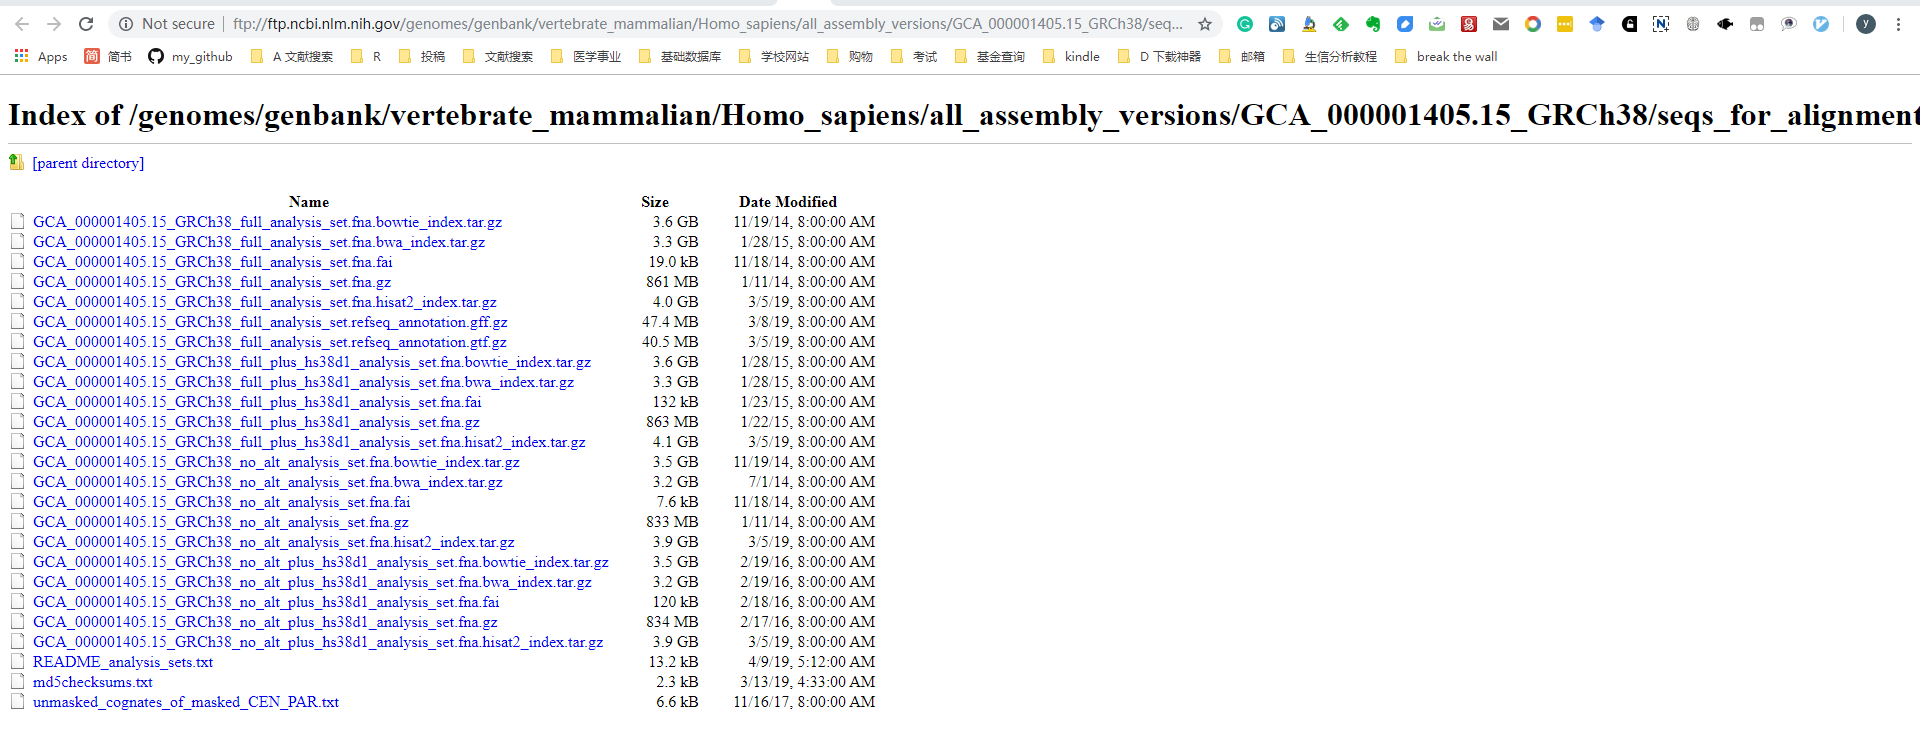 Not secure | ftp://ftp.ncbi.nlm.nih.gov/genomes/genbank/vertebrate_mammalian/Homo_sapiens/all_assembly_versions/GCA_000001405.15_GRCh38/seq...
Apps 简书 my_github A 文献搜索 R 投稿 文献搜索 医学事业 基础数据库 学校网站 购物 考试 基金查询 kindle D 下载神器 邮箱 生信分析教程 break the wall
Index of /genomes/genbank/vertebrate_mammalian/Homo_sapiens/all_assembly_versions/GCA_000001405.15_GRCh38/seqs_for_alignment
[parent directory]
Name Size Date Modified
GCA_000001405.15_GRCh38_full_analysis_set.fna.bowtie_index.tar.gz 3.6 GB 11/19/14, 8:00:00 AM
GCA_000001405.15_GRCh38_full_analysis_set.fna.bwa_index.tar.gz 3.3 GB 1/28/15, 8:00:00 AM
GCA_000001405.15_GRCh38_full_analysis_set.fna.fai 19.0 kB 11/18/14, 8:00:00 AM
GCA_000001405.15_GRCh38_full_analysis_set.fna.gz 861 MB 1/11/14, 8:00:00 AM
GCA_000001405.15_GRCh38_full_analysis_set.fna.hisat2_index.tar.gz 4.0 GB 3/5/19, 8:00:00 AM
GCA_000001405.15_GRCh38_full_analysis_set.refseq_annotation.gff.gz 47.4 MB 3/8/19, 8:00:00 AM
GCA_000001405.15_GRCh38_full_analysis_set.refseq_annotation.gtf.gz 40.5 MB 3/5/19, 8:00:00 AM
GCA_000001405.15_GRCh38_full_plus_hs38d1_analysis_set.fna.bowtie_index.tar.gz 3.6 GB 1/28/15, 8:00:00 AM
GCA_000001405.15_GRCh38_full_plus_hs38d1_analysis_set.fna.bwa_index.tar.gz 3.3 GB 1/28/15, 8:00:00 AM
GCA_000001405.15_GRCh38_full_plus_hs38d1_analysis_set.fna.fai 132 kB 1/23/15, 8:00:00 AM
GCA_000001405.15_GRCh38_full_plus_hs38d1_analysis_set.fna.gz 863 MB 1/22/15, 8:00:00 AM
GCA_000001405.15_GRCh38_full_plus_hs38d1_analysis_set.fna.hisat2_index.tar.gz 4.1 GB 3/5/19, 8:00:00 AM
GCA_000001405.15_GRCh38_no_alt_analysis_set.fna.bowtie_index.tar.gz 3.5 GB 11/19/14, 8:00:00 AM
GCA_000001405.15_GRCh38_no_alt_analysis_set.fna.bwa_index.tar.gz 3.2 GB 7/1/14, 8:00:00 AM
GCA_000001405.15_GRCh38_no_alt_analysis_set.fna.fai 7.6 kB 11/18/14, 8:00:00 AM
GCA_000001405.15_GRCh38_no_alt_analysis_set.fna.gz 833 MB 1/11/14, 8:00:00 AM
GCA_000001405.15_GRCh38_no_alt_analysis_set.fna.hisat2_index.tar.gz 3.9 GB 3/5/19, 8:00:00 AM
GCA_000001405.15_GRCh38_no_alt_plus_hs38d1_analysis_set.fna.bowtie_index.tar.gz 3.5 GB 2/19/16, 8:00:00 AM
GCA_000001405.15_GRCh38_no_alt_plus_hs38d1_analysis_set.fna.bwa_index.tar.gz 3.2 GB 2/19/16, 8:00:00 AM
GCA_000001405.15_GRCh38_no_alt_plus_hs38d1_analysis_set.fna.fai 120 kB 2/18/16, 8:00:00 AM
GCA_000001405.15_GRCh38_no_alt_plus_hs38d1_analysis_set.fna.gz 834 MB 2/17/16, 8:00:00 AM
GCA_000001405.15_GRCh38_no_alt_plus_hs38d1_analysis_set.fna.hisat2_index.tar.gz 3.9 GB 3/5/19, 8:00:00 AM
README_analysis_sets.txt 13.2 kB 4/9/19, 5:12:00 AM
md5checksums.txt 2.3 kB 3/13/19, 4:33:00 AM
unmasked_cognates_of_masked_CEN_PAR.txt 6.6 kB 11/16/17, 8:00:00 AM